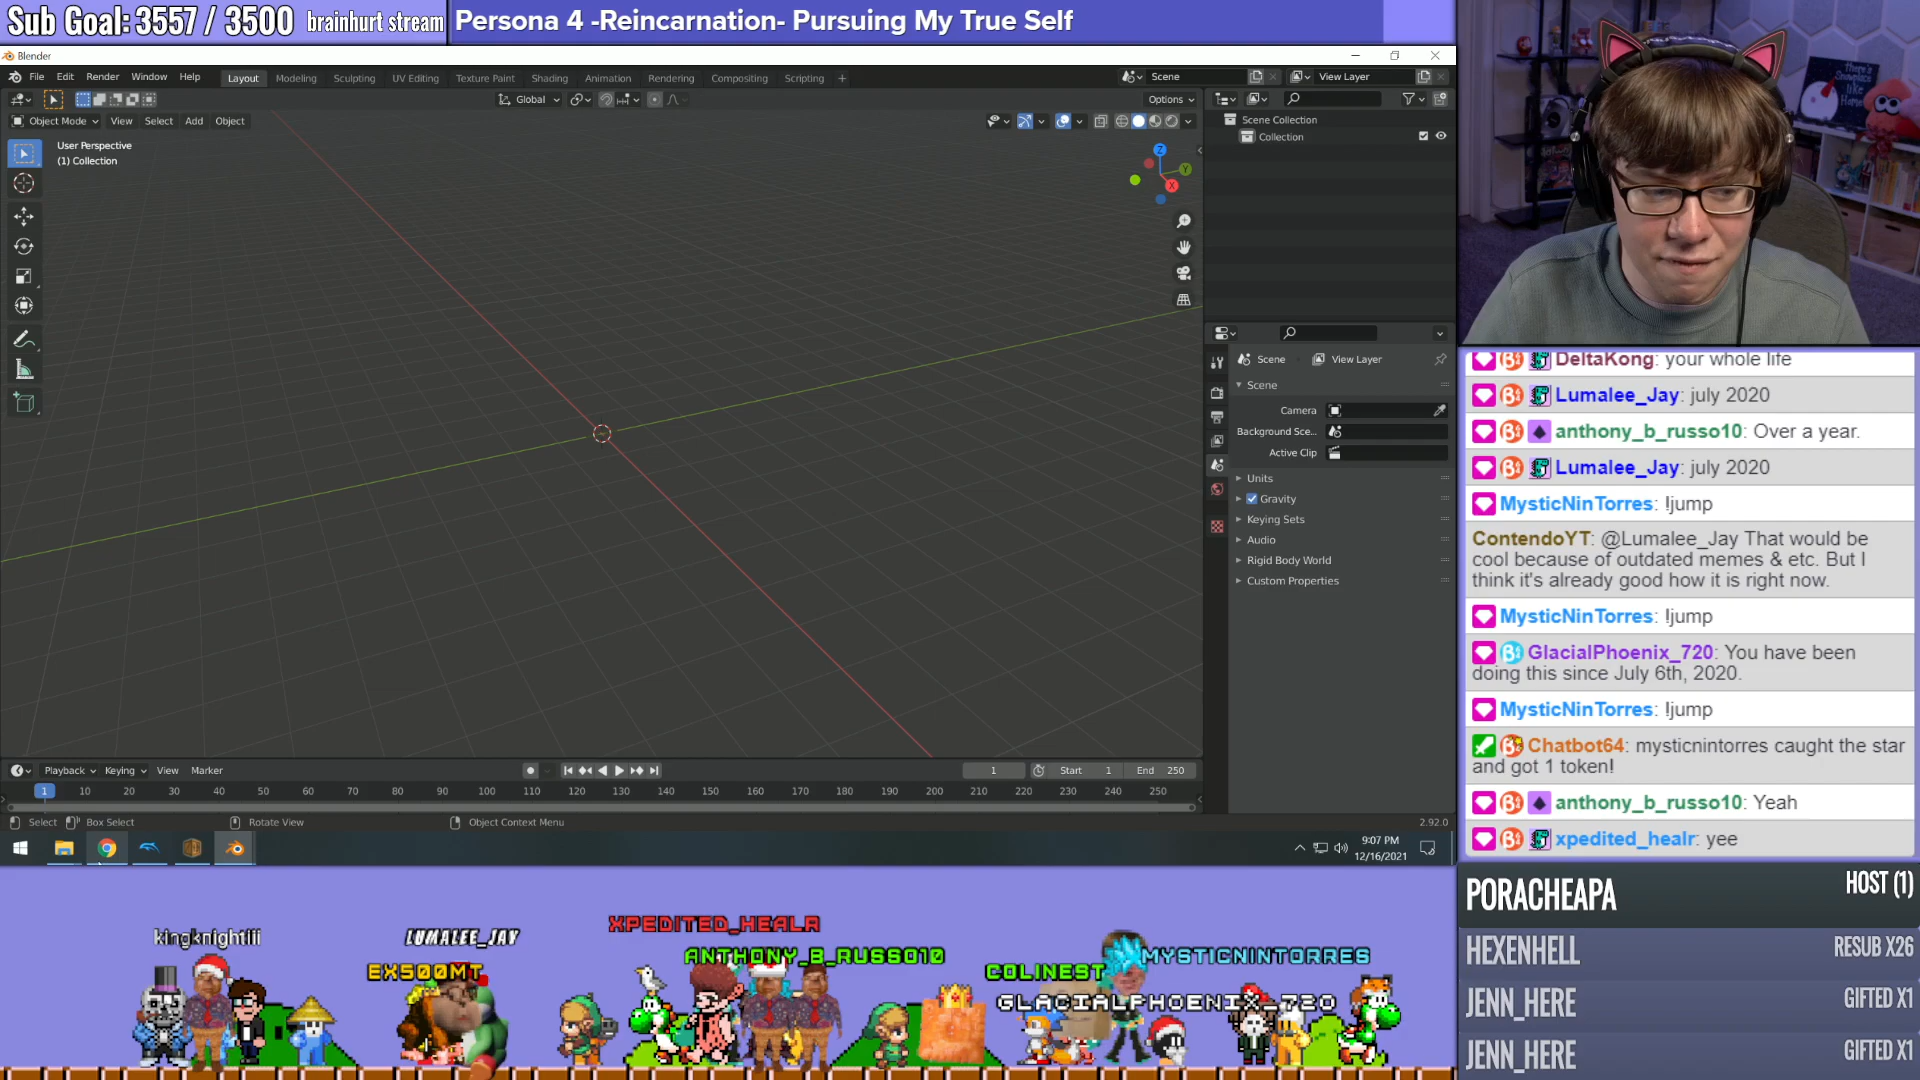 Sub Goal: 3557 / 3500 brainhurt stream
Persona 4 -Reincarnation- Pursuing My True Self
Blender
File Edit Render Window Help
Layout Modeling Sculpting UV Editing Texture Paint Shading Animation Rendering Compositing Scripting +
Scene
View Layer
Global
Options
Object Mode View Select Add Object
User Perspective
(1) Collection
Z
Y
X
Scene Collection
Collection
Scene View Layer
Scene
Camera
Background Sce...
Active Clip
Units
Gravity
Keying Sets
Audio
Rigid Body World
Custom Properties
Playback Keying View Marker
1 Start 1 End 250
1 10 20 30 40 50 60 70 80 90 100 110 120 130 140 150 160 170 180 190 200 210 220 230 240 250
Select Box Select Rotate View Object Context Menu
2.92.0
9:07 PM
12/16/2021
There's
Snowplace
like
Home
DeltaKong: your whole life
Lumalee_Jay: july 2020
anthony_b_russo10: Over a year.
Lumalee_Jay: july 2020
MysticNinTorres: !jump
ContendoYT: @Lumalee_Jay That would be
cool because of outdated memes & etc. But I
think it's already good how it is right now.
MysticNinTorres: !jump
GlacialPhoenix_720: You have been
doing this since July 6th, 2020.
MysticNinTorres: !jump
Chatbot64: mysticnintorres caught the star
and got 1 token!
anthony_b_russo10: Yeah
xpedited_healr: yee
PORACHEAPA HOST (1)
HEXENHELL RESUB X26
JENN_HERE GIFTED X1
JENN_HERE GIFTED X1
kingknightiii
LUMALEE_JAY
EX500MT
XPEDITED_HEALR
ANTHONY_B_RUSSO10
COLINEST
MYSTICNINTORRES
GLACIALPHOENIX_720